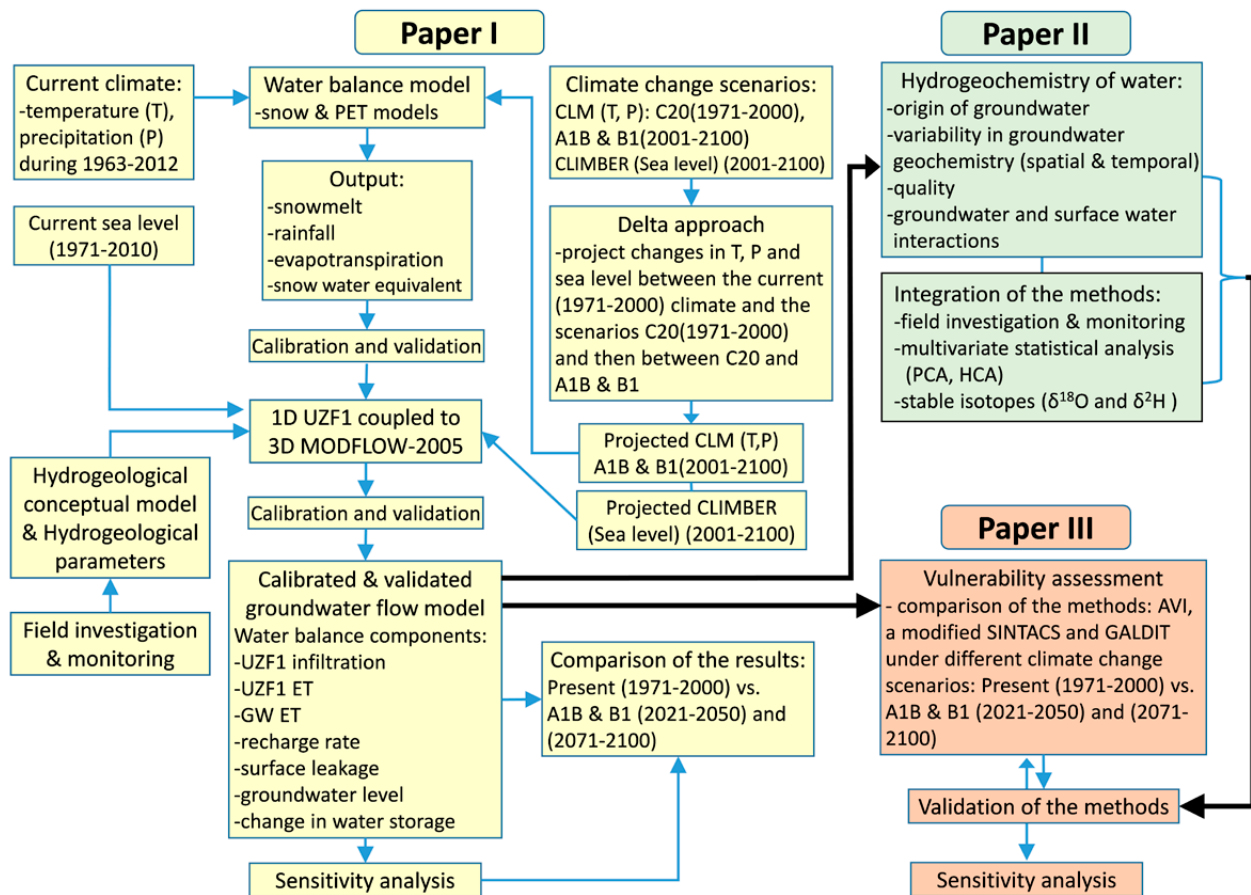 Paper I
Current climate:
-temperature (T),
precipitation (P)
during 1963-2012
Water balance model
-snow & PET models
Climate change scenarios:
CLM (T, P): C20(1971-2000),
A1B & B1(2001-2100)
CLIMBER (Sea level) (2001-2100)
Output:
-snowmelt
-rainfall
-evapotranspiration
-snow water equivalent
Current sea level
(1971-2010)
Delta approach
-project changes in T, P and
sea level between the current
(1971-2000) climate and the
scenarios C20(1971-2000)
and then between C20 and
A1B & B1
Calibration and validation
1D UZF1 coupled to
3D MODFLOW-2005
Projected CLM (T,P)
A1B & B1(2001-2100)
Hydrogeological
conceptual model
& Hydrogeological
parameters
Calibration and validation
Projected CLIMBER
(Sea level) (2001-2100)
Field investigation
& monitoring
Calibrated & validated
groundwater flow model
Water balance components:
-UZF1 infiltration
-UZF1 ET
-GW ET
-recharge rate
-surface leakage
-groundwater level
-change in water storage
Comparison of the results:
Present (1971-2000) vs.
A1B & B1 (2021-2050) and
(2071-2100)
Sensitivity analysis
Paper II
Hydrogeochemistry of water:
-origin of groundwater
-variability in groundwater
geochemistry (spatial & temporal)
-quality
-groundwater and surface water
interactions
Integration of the methods:
-field investigation & monitoring
-multivariate statistical analysis
(PCA, HCA)
-stable isotopes (δ¹⁸O and δ²H )
Paper III
Vulnerability assessment
- comparison of the methods: AVI,
a modified SINTACS and GALDIT
under different climate change
scenarios: Present (1971-2000) vs.
A1B & B1 (2021-2050) and (2071-
2100)
Validation of the methods
Sensitivity analysis